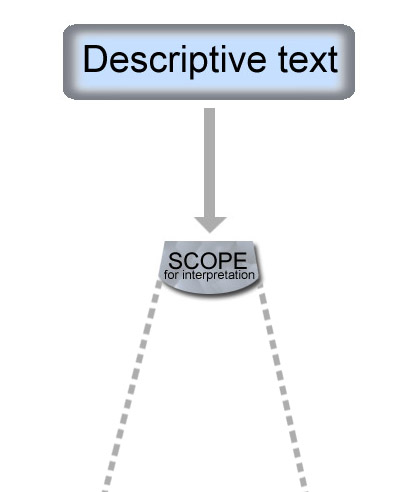 Descriptive text
SCOPE
for interpretation